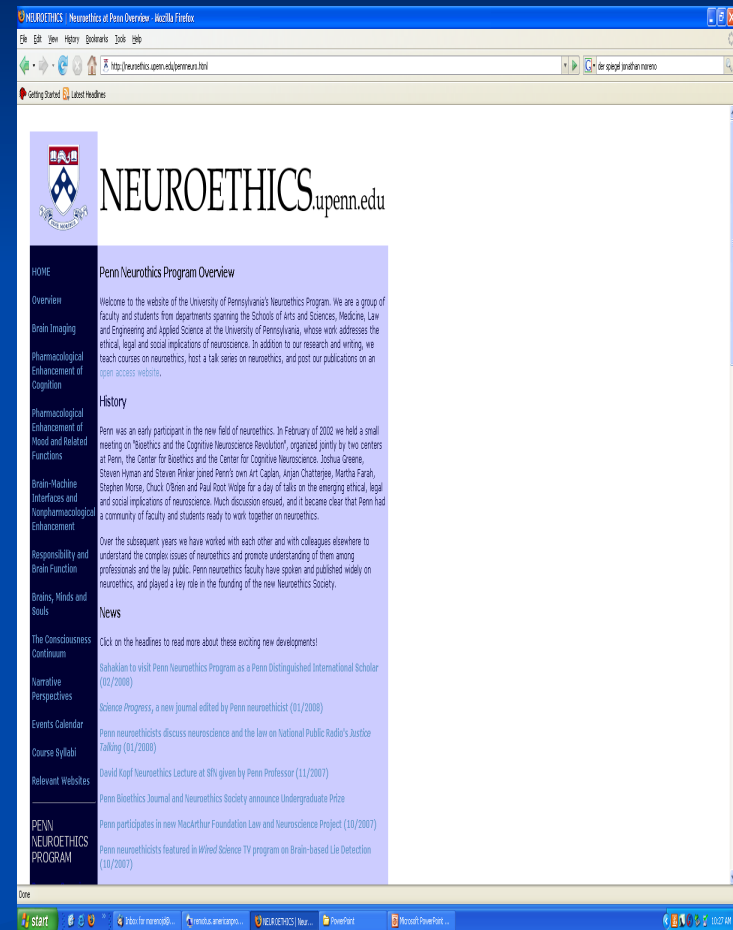 NEUROETHICS | Neuroethics at Penn Overview - Mozilla Firefox
File Edit View History Bookmarks Tools Help
http://neuroethics.upenn.edu/pennneuro.html
der spiegel jonathan moreno
Getting Started Latest Headlines
NEUROETHICS.upenn.edu
HOME
Overview
Brain Imaging
Pharmacological
Enhancement of
Cognition
Pharmacological
Enhancement of
Mood and Related
Functions
Brain-Machine
Interfaces and
Nonpharmacological
Enhancement
Responsibility and
Brain Function
Brains, Minds and
Souls
The Consciousness
Continuum
Narrative
Perspectives
Events Calendar
Course Syllabi
Relevant Websites
PENN
NEUROETHICS
PROGRAM
Penn Neurothics Program Overview
Welcome to the website of the University of Pennsylvania's Neuroethics Program. We are a group of
faculty and students from departments spanning the Schools of Arts and Sciences, Medicine, Law
and Engineering and Applied Science at the University of Pennsylvania, whose work addresses the
ethical, legal and social implications of neuroscience. In addition to our research and writing, we
teach courses on neuroethics, host a talk series on neuroethics, and post our publications on an
open access website.
History
Penn was an early participant in the new field of neuroethics. In February of 2002 we held a small
meeting on "Bioethics and the Cognitive Neuroscience Revolution", organized jointly by two centers
at Penn, the Center for Bioethics and the Center for Cognitive Neuroscience. Joshua Greene,
Steven Hyman and Steven Pinker joined Penn's own Art Caplan, Anjan Chatterjee, Martha Farah,
Stephen Morse, Chuck O'Brien and Paul Root Wolpe for a day of talks on the emerging ethical, legal
and social implications of neuroscience. Much discussion ensued, and it became clear that Penn had
a community of faculty and students ready to work together on neuroethics.
Over the subsequent years we have worked with each other and with colleagues elsewhere to
understand the complex issues of neuroethics and promote understanding of them among
professionals and the lay public. Penn neuroethics faculty have spoken and published widely on
neuroethics, and played a key role in the founding of the new Neuroethics Society.
News
Click on the headlines to read more about these exciting new developments!
Sahakian to visit Penn Neuroethics Program as a Penn Distinguished International Scholar
(02/2008)
Science Progress, a new journal edited by Penn neuroethicist (01/2008)
Penn neuroethicists discuss neuroscience and the law on National Public Radio's Justice
Talking (01/2008)
David Kopf Neuroethics Lecture at SfN given by Penn Professor (11/2007)
Penn Bioethics Journal and Neuroethics Society announce Undergraduate Prize
Penn participates in new MacArthur Foundation Law and Neuroscience Project (10/2007)
Penn neuroethicists featured in Wired Science TV program on Brain-based Lie Detection
(10/2007)
Done
start Inbox for morenojd@... remotus.americanpro... NEUROETHICS | Neur... PowerPoint Microsoft PowerPoint ... 10:27 AM